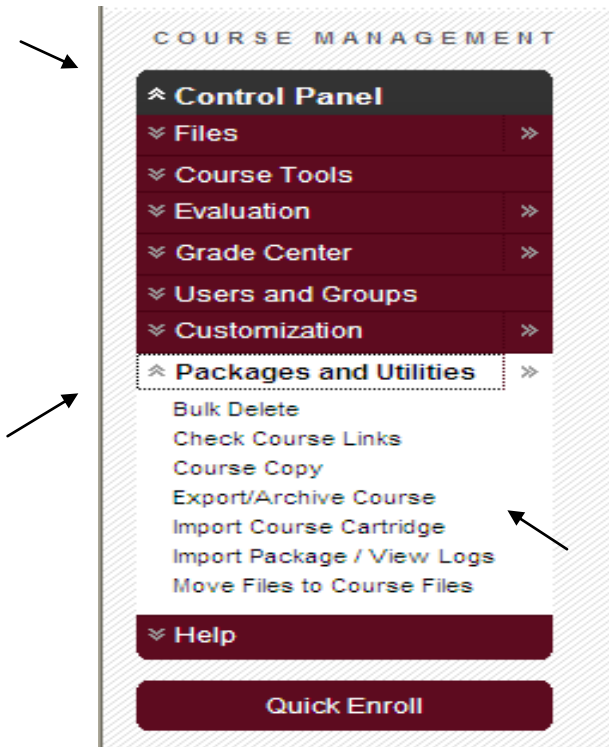 COURSE MANAGEMENT
Control Panel
Files
Course Tools
Evaluation
Grade Center
Users and Groups
Customization
Packages and Utilities
Bulk Delete
Check Course Links
Course Copy
Export/Archive Course
Import Course Cartridge
Import Package / View Logs
Move Files to Course Files
Help
Quick Enroll